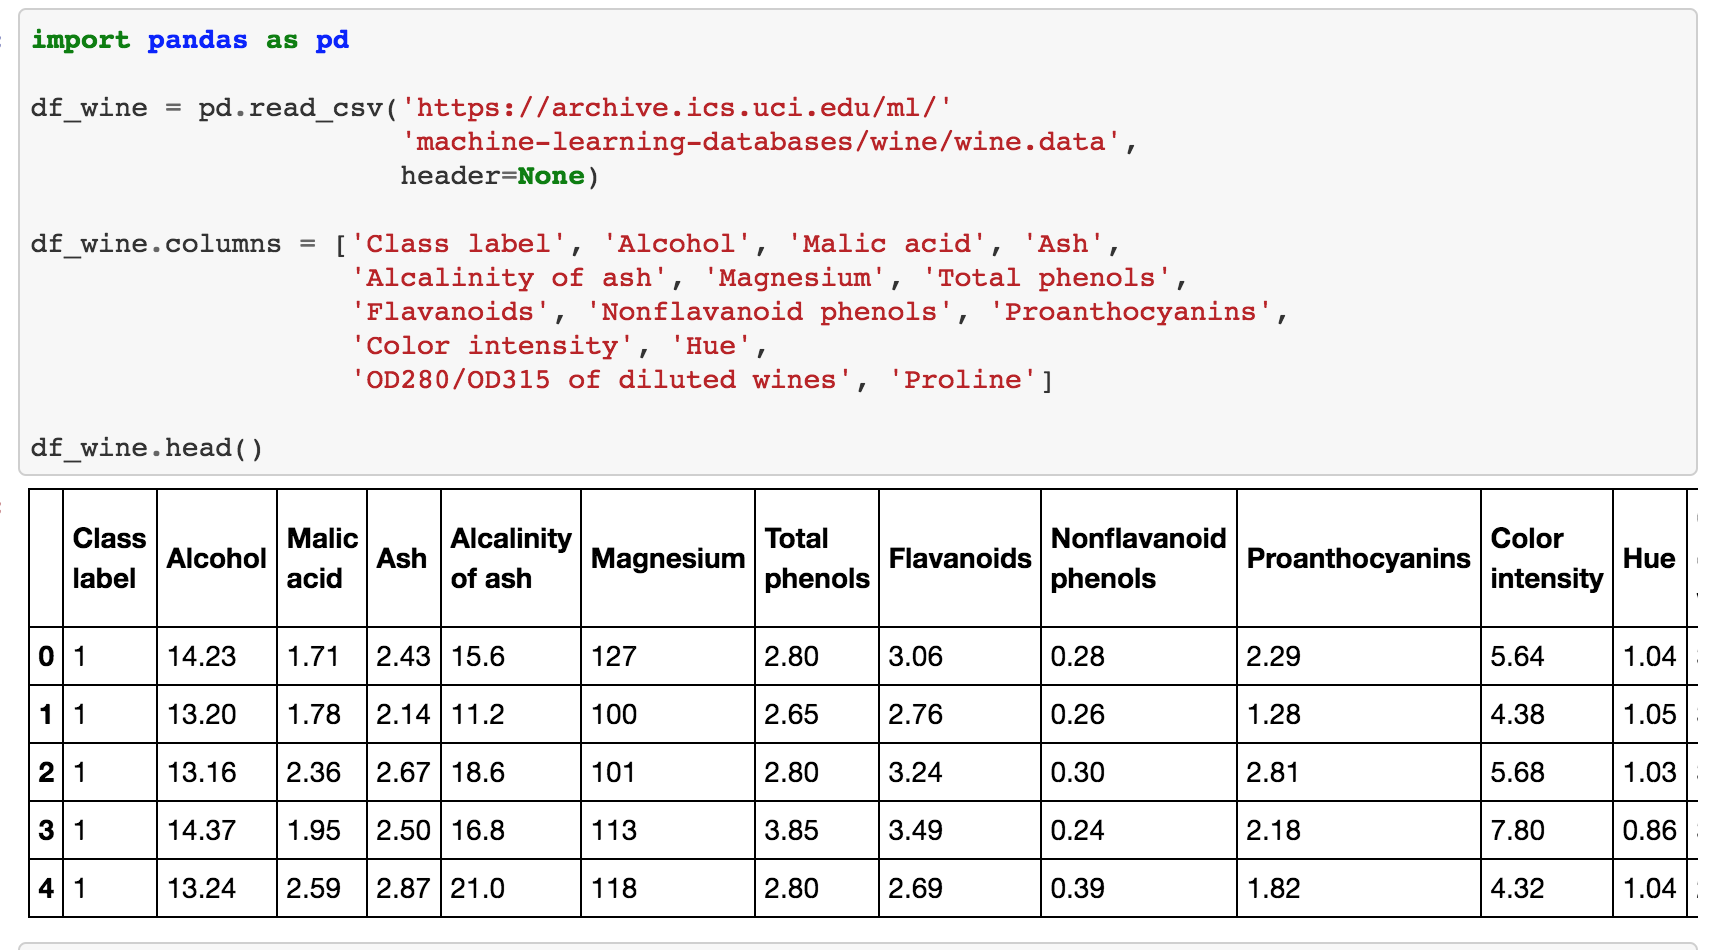 import pandas as pd
df_wine = pd.read_csv('https://archive.ics.uci.edu/ml/'
'machine-learning-databases/wine/wine.data',
header=None)
df_wine.columns = ['Class label', 'Alcohol', 'Malic acid', 'Ash',
'Alcalinity of ash', 'Magnesium', 'Total phenols',
'Flavanoids', 'Nonflavanoid phenols', 'Proanthocyanins',
'Color intensity', 'Hue',
'OD280/OD315 of diluted wines', 'Proline']
df_wine.head()
Class label Alcohol Malic acid Ash Alcalinity of ash Magnesium Total phenols Flavanoids Nonflavanoid phenols Proanthocyanins Color intensity Hue
0 1 14.23 1.71 2.43 15.6 127 2.80 3.06 0.28 2.29 5.64 1.04
1 1 13.20 1.78 2.14 11.2 100 2.65 2.76 0.26 1.28 4.38 1.05
2 1 13.16 2.36 2.67 18.6 101 2.80 3.24 0.30 2.81 5.68 1.03
3 1 14.37 1.95 2.50 16.8 113 3.85 3.49 0.24 2.18 7.80 0.86
4 1 13.24 2.59 2.87 21.0 118 2.80 2.69 0.39 1.82 4.32 1.04